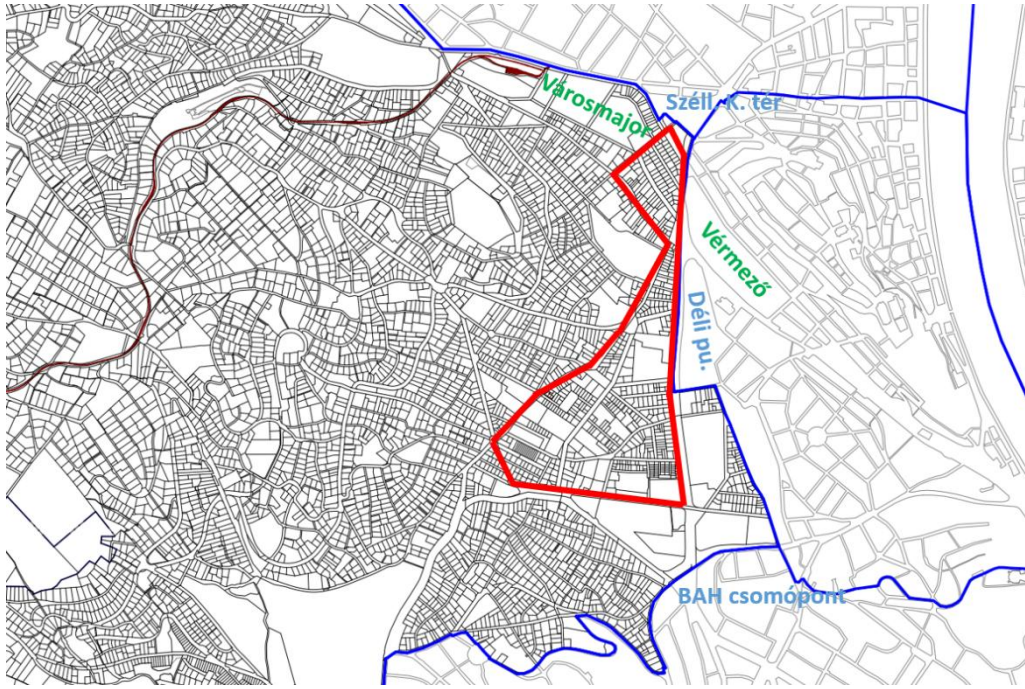 Városmajor
Széll. K. tér
Vérmező
Déli pu.
BAH csomópont